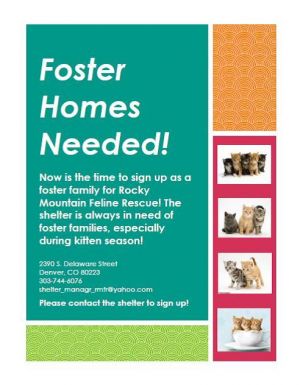 Foster
Homes
Needed!
Now is the time to sign up as a
foster family for Rocky
Mountain Feline Rescue! The
shelter is always in need of
foster families, especially
during kitten season!
2390 S. Delaware Street
Denver, CO 80223
303-744-6076
shelter_managr_rmfr@yahoo.com
Please contact the shelter to sign up!